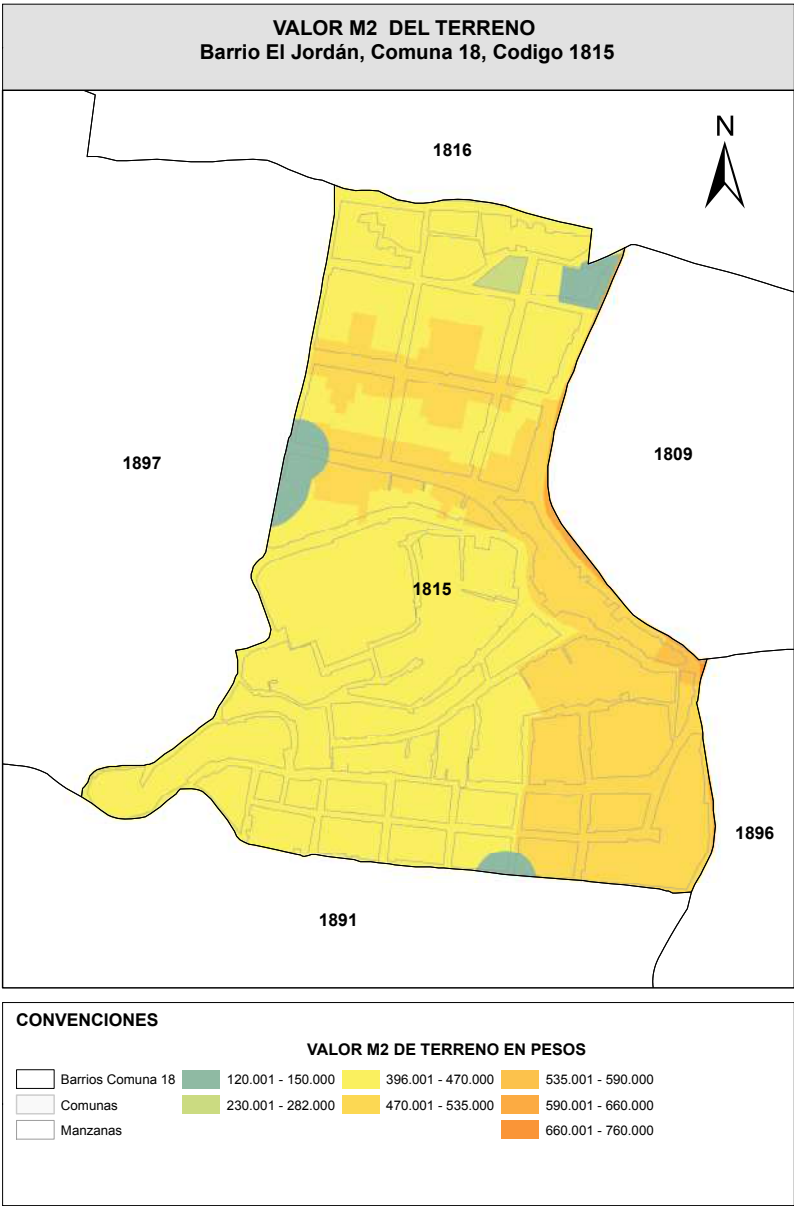 VALOR M2 DEL TERRENO
Barrio El Jordán, Comuna 18, Codigo 1815
N
1816
1897
1809
1815
1896
1891
CONVENCIONES
VALOR M2 DE TERRENO EN PESOS
Barrios Comuna 18 120.001 - 150.000 396.001 - 470.000 535.001 - 590.000
Comunas 230.001 - 282.000 470.001 - 535.000 590.001 - 660.000
Manzanas 660.001 - 760.000